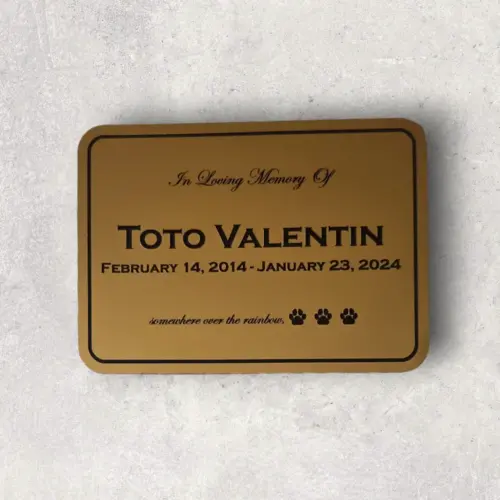 In Loving Memory Of
TOTO VALENTIN
FEBRUARY 14, 2014 - JANUARY 23, 2024
somewhere over the rainbow.